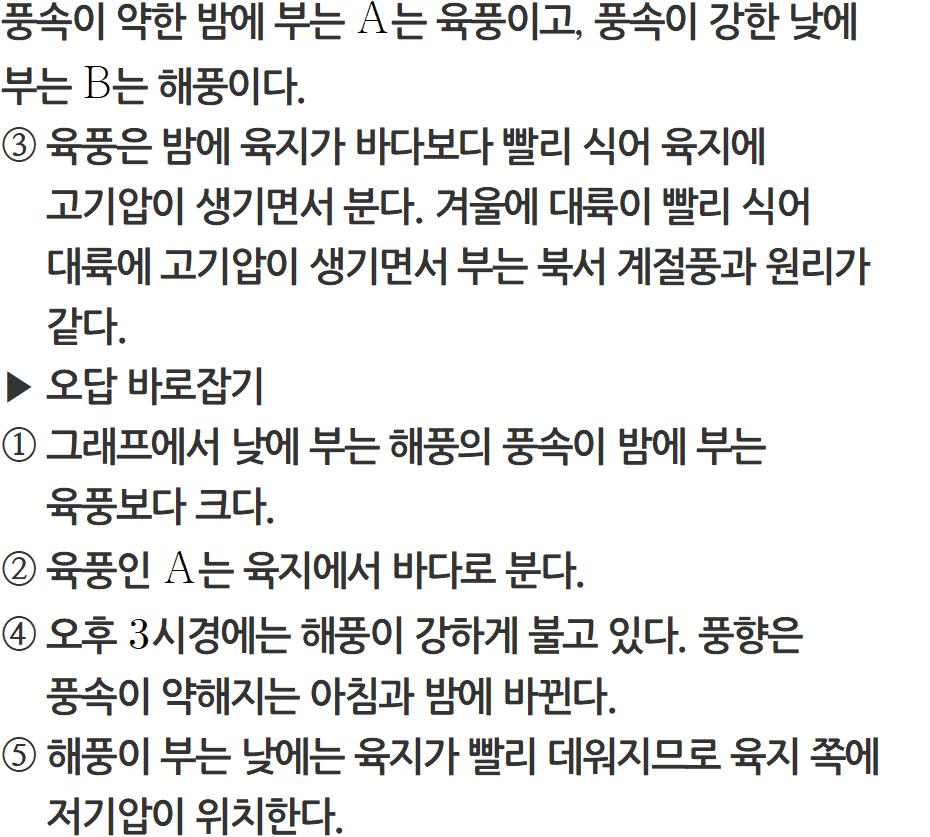 풍속이 약한 밤에 부는 A는 육풍이고, 풍속이 강한 낮에
부는 B는 해풍이다.
③ 육풍은 밤에 육지가 바다보다 빨리 식어 육지에
고기압이 생기면서 분다. 겨울에 대륙이 빨리 식어
대륙에 고기압이 생기면서 부는 북서 계절풍과 원리가
같다.
▶ 오답 바로잡기
① 그래프에서 낮에 부는 해풍의 풍속이 밤에 부는
육풍보다 크다.
② 육풍인 A는 육지에서 바다로 분다.
④ 오후 3시경에는 해풍이 강하게 불고 있다. 풍향은
풍속이 약해지는 아침과 밤에 바뀐다.
⑤ 해풍이 부는 낮에는 육지가 빨리 데워지므로 육지 쪽에
저기압이 위치한다.